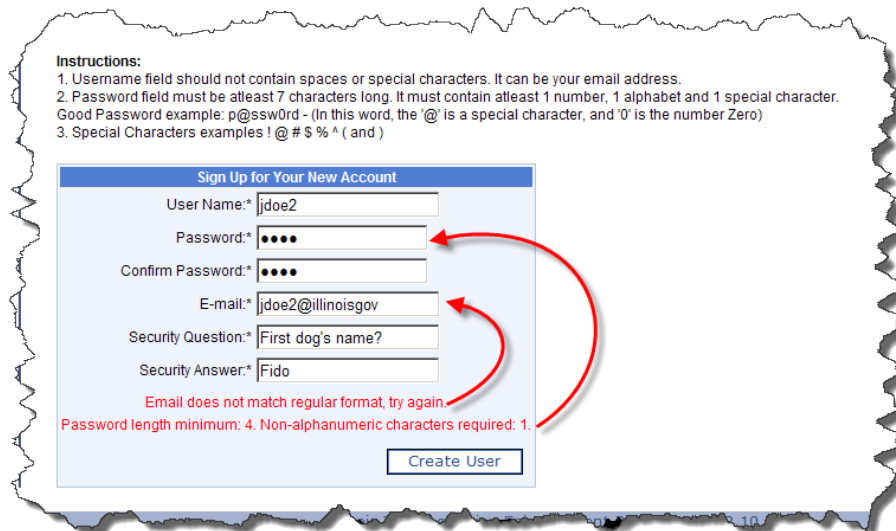 Instructions:
1. Username field should not contain spaces or special characters. It can be your email address.
2. Password field must be atleast 7 characters long. It must contain atleast 1 number, 1 alphabet and 1 special character.
Good Password example: p@ssw0rd - (In this word, the '@' is a special character, and '0' is the number Zero)
3. Special Characters examples ! @ # $ % ^ ( and )
Sign Up for Your New Account
User Name:* jdoe2
Password:* ●●●●
Confirm Password:* ●●●●
E-mail:* jdoe2@illinoisgov
Security Question:* First dog's name?
Security Answer:* Fido
Email does not match regular format, try again.
Password length minimum: 4. Non-alphanumeric characters required: 1.
Create User